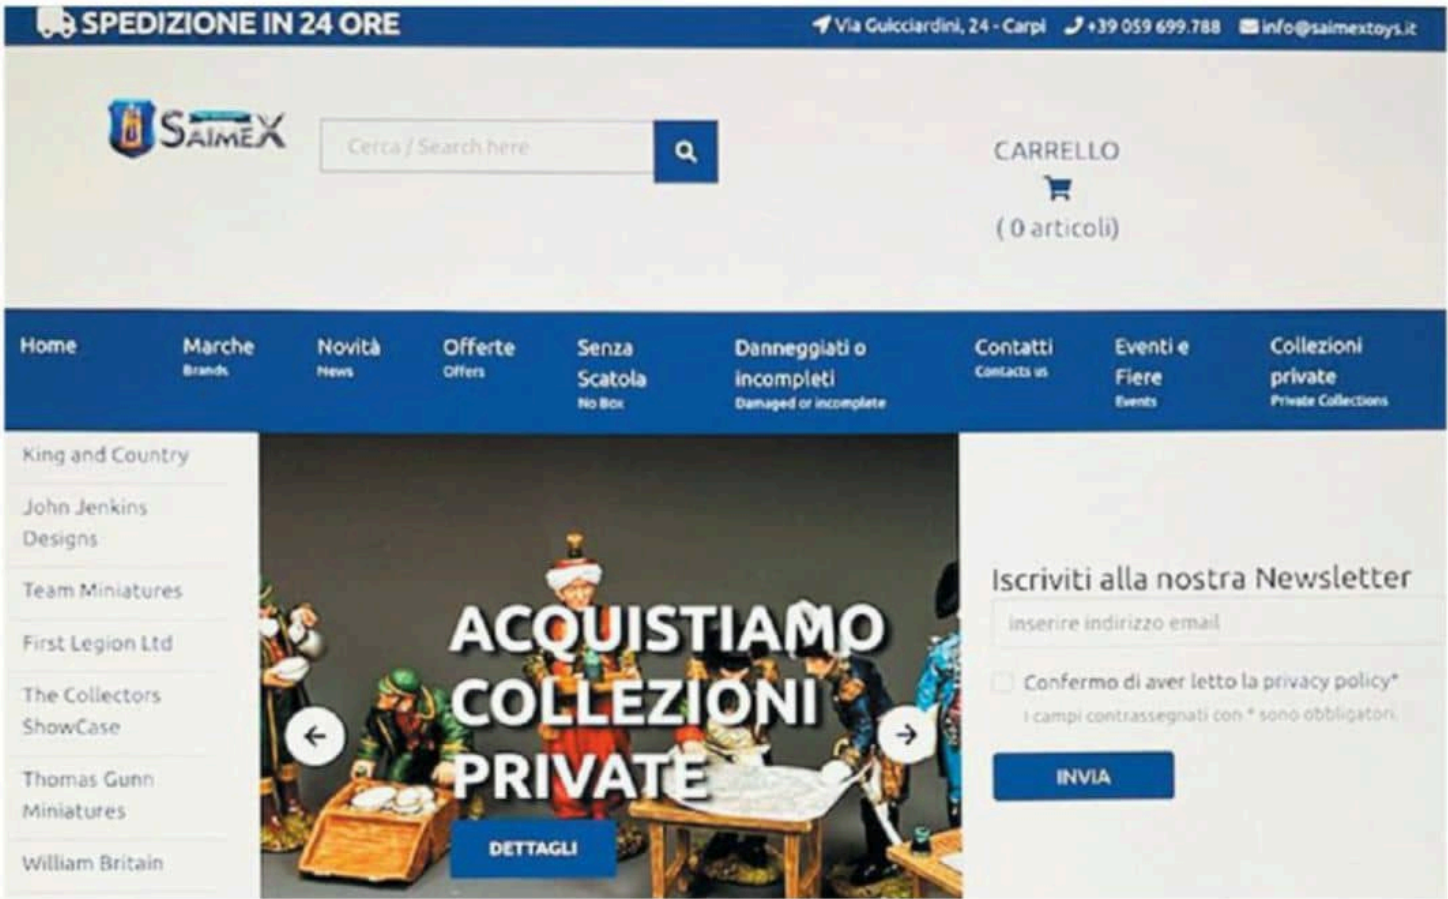 SPEDIZIONE IN 24 ORE
Via Guicciardini, 24 - Carpi +39 059 699.788 info@saimextoys.it
SAIMEX
Cerca / Search here
CARRELLO
( 0 articoli)
Home
Marche
Brands
Novità
News
Offerte
Offers
Senza
Scatola
No Box
Danneggiati o
incompleti
Damaged or incomplete
Contatti
Contacts us
Eventi e
Fiere
Events
Collezioni
private
Private Collections
King and Country
John Jenkins
Designs
Team Miniatures
First Legion Ltd
The Collectors
ShowCase
Thomas Gunn
Miniatures
William Britain
ACQUISTIAMO
COLLEZIONI
PRIVATE
DETTAGLI
Iscriviti alla nostra Newsletter
inserire indirizzo email
Confermo di aver letto la privacy policy*
I campi contrassegnati con * sono obbligatori.
INVIA